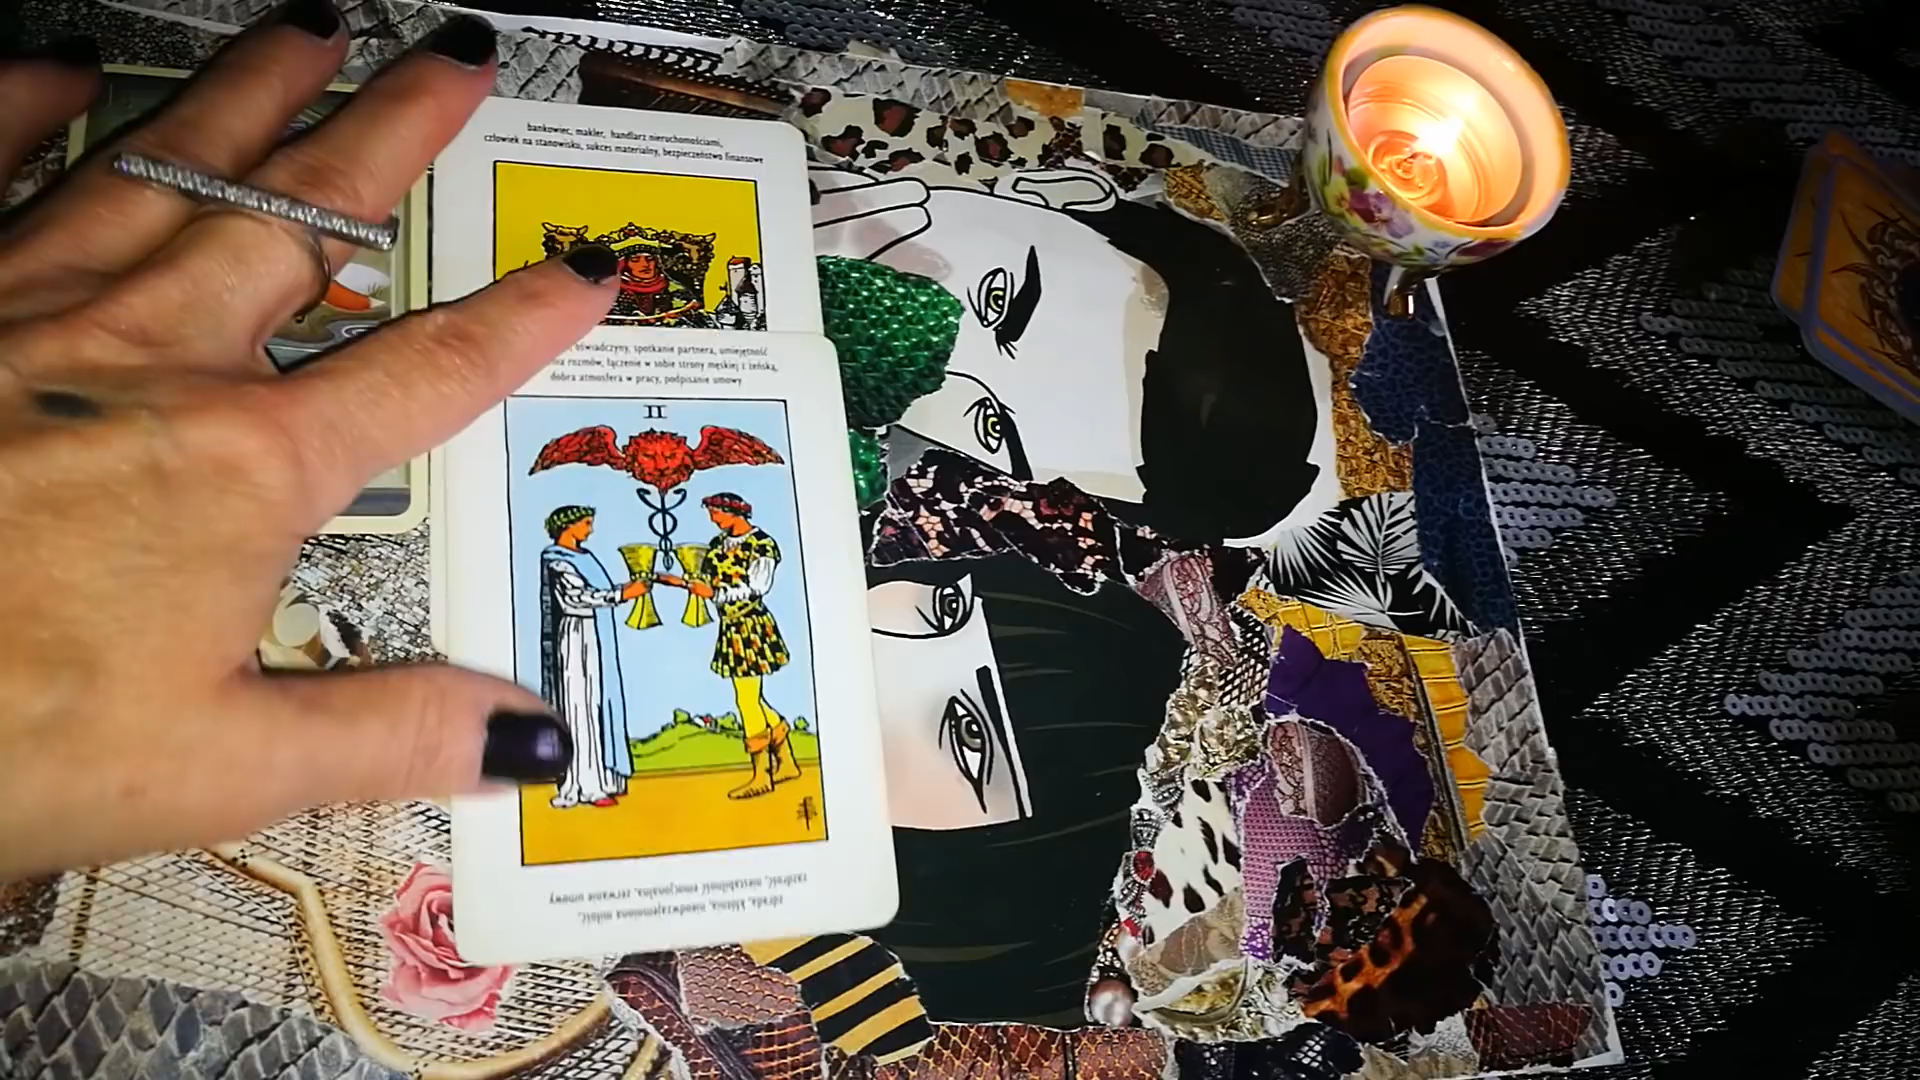 bankowiec, makler, handlarz nieruchomościami,
człowiek na stanowisku, sukces materialny, bezpieczeństwo finansowe
oświadczyny, spotkanie partnera, umiejętność
rozmów, łączenie w sobie strony męskiej z żeńską,
dobra atmosfera w pracy, podpisanie umowy
II
zdrada, kłótnia, nieodwzajemniona miłość,
zazdrość, niestabilność emocjonalna, zerwanie umowy